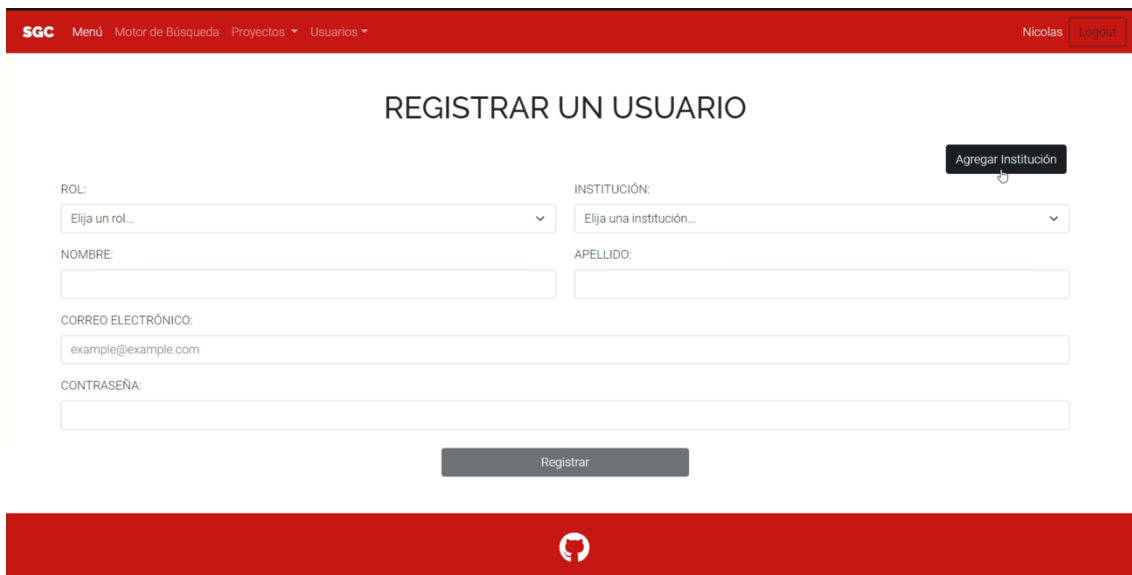 SGC Menú Motor de Búsqueda Proyectos Usuarios Nicolas Logout
REGISTRAR UN USUARIO
Agregar Institución
ROL: INSTITUCIÓN:
Elija un rol... Elija una institución...
NOMBRE: APELLIDO:
CORREO ELECTRÓNICO:
example@example.com
CONTRASEÑA:
Registrar